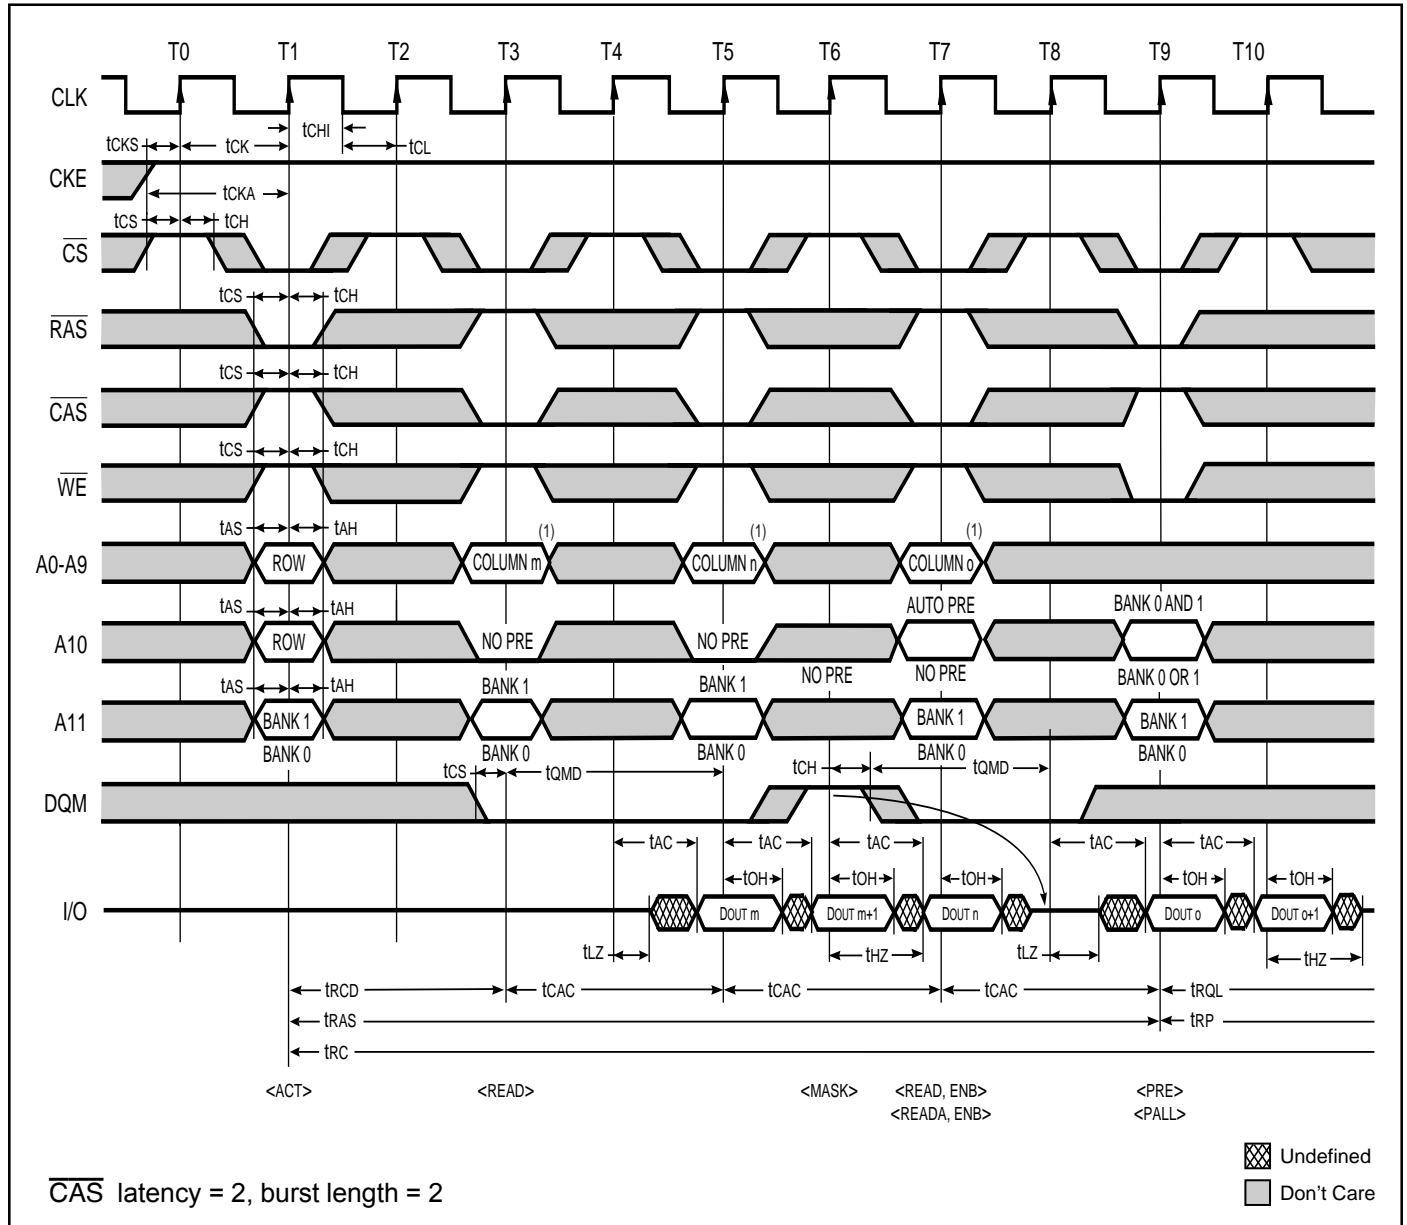 T0 T1 T2 T3 T4 T5 T6 T7 T8 T9 T10
CLK
tCHI
tCKS tCK tCL
CKE
tCKA
tCS tCH
CS
tCS tCH
RAS
tCS tCH
CAS
tCS tCH
WE
tAS tAH (1) (1) (1)
A0-A9 ROW COLUMN m COLUMN n COLUMN o
tAS tAH AUTO PRE BANK 0 AND 1
A10 ROW NO PRE NO PRE
NO PRE NO PRE BANK 0 OR 1
tAS tAH BANK 1 BANK 1
A11 BANK 1 BANK 1 BANK 1
BANK 0 BANK 0 BANK 0 BANK 0 BANK 0
tCS tQMD tCH tQMD
DQM
tAC tAC tAC tAC tAC
tOH tOH tOH tOH tOH
I/O DOUT m DOUT m+1 DOUT n DOUT o DOUT o+1
tLZ tHZ tLZ tHZ
tRCD tCAC tCAC tCAC tRQL
tRAS tRP
tRC
<ACT> <READ> <MASK> <READ, ENB> <PRE>
<READA, ENB> <PALL>
Undefined
Don't Care
CAS latency = 2, burst length = 2